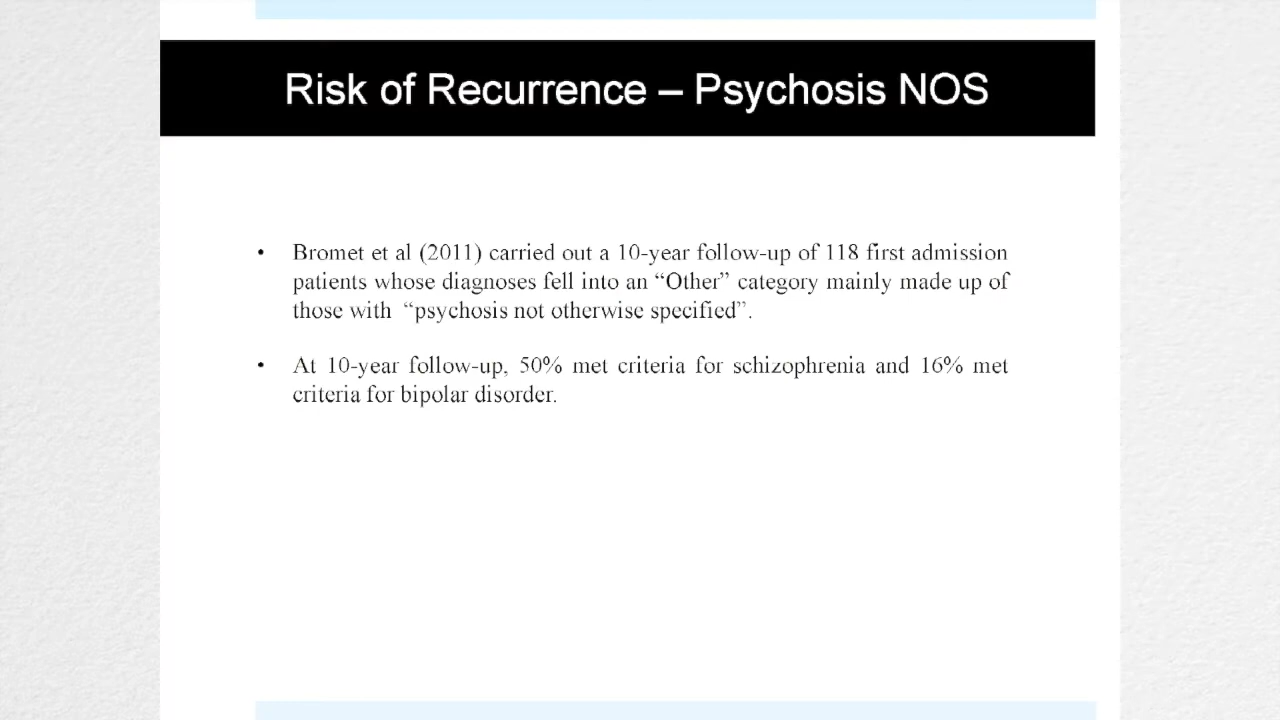 Risk of Recurrence – Psychosis NOS
• Bromet et al (2011) carried out a 10-year follow-up of 118 first admission
patients whose diagnoses fell into an “Other” category mainly made up of
those with “psychosis not otherwise specified”.
• At 10-year follow-up, 50% met criteria for schizophrenia and 16% met
criteria for bipolar disorder.